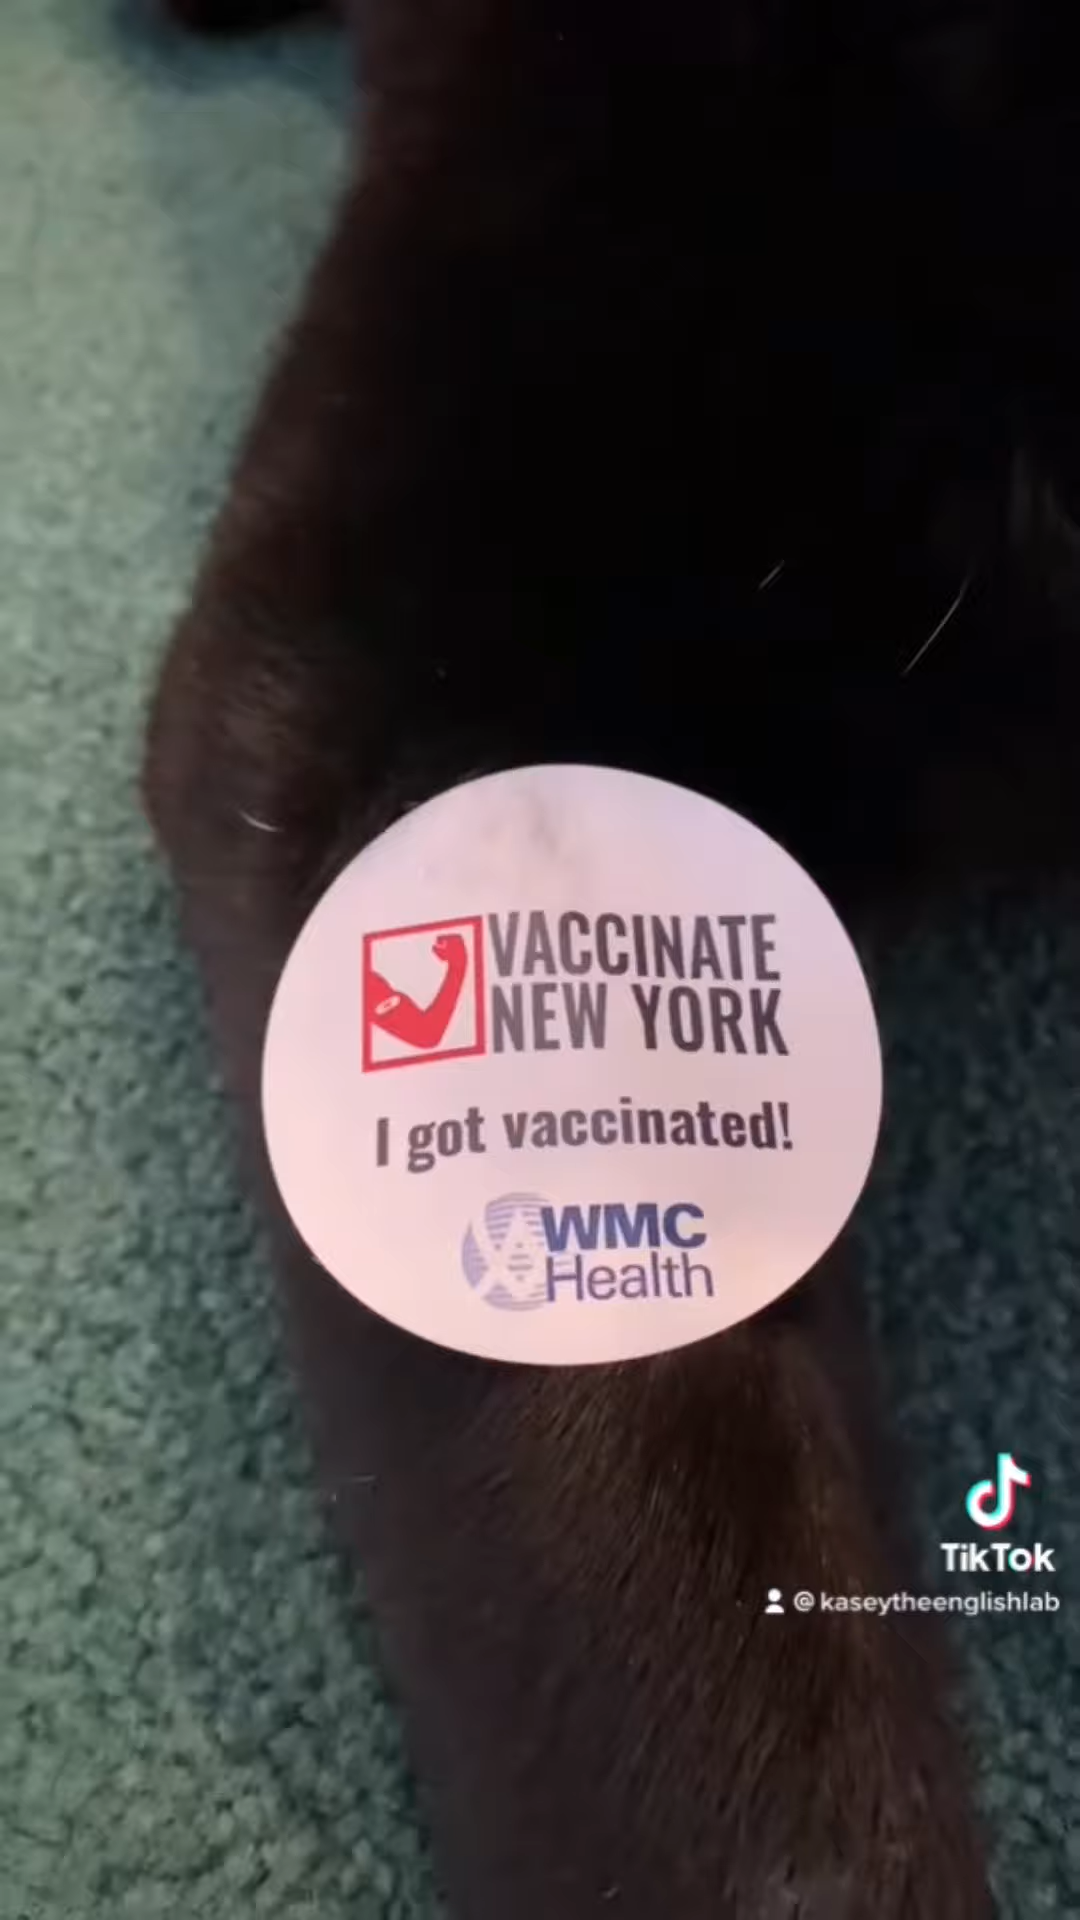 VACCINATE
NEW YORK
I got vaccinated!
WMC
Health
TikTok
@kaseytheenglishlab